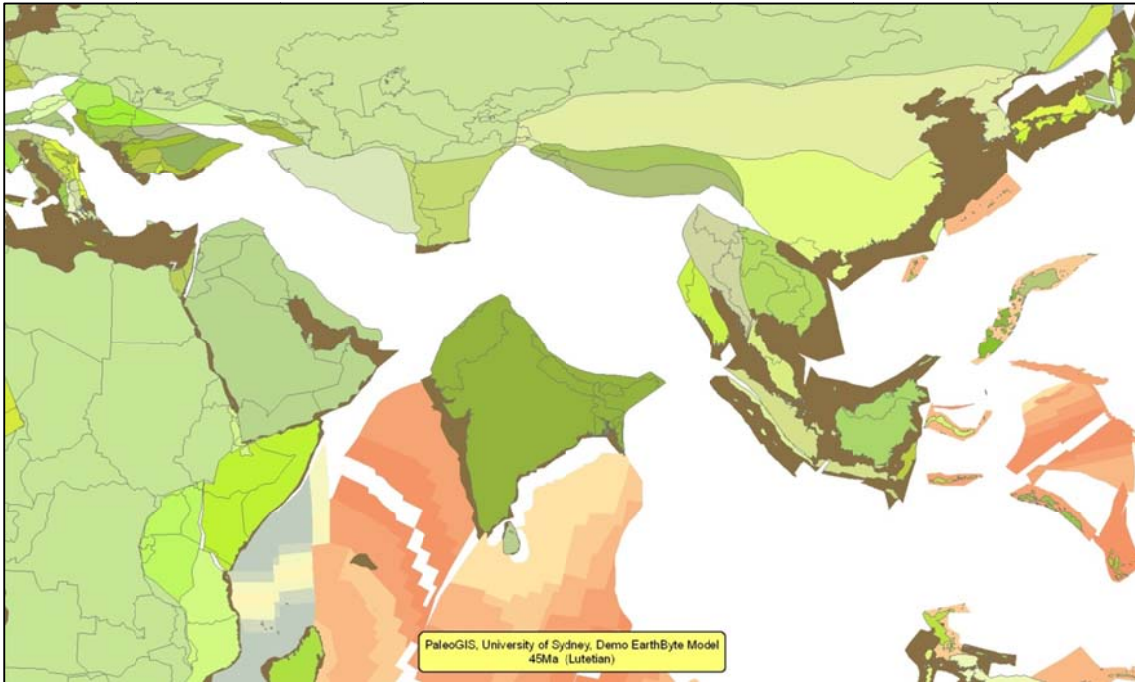 PaleoGIS, University of Sydney, Demo EarthByte Model
45Ma (Lutetian)